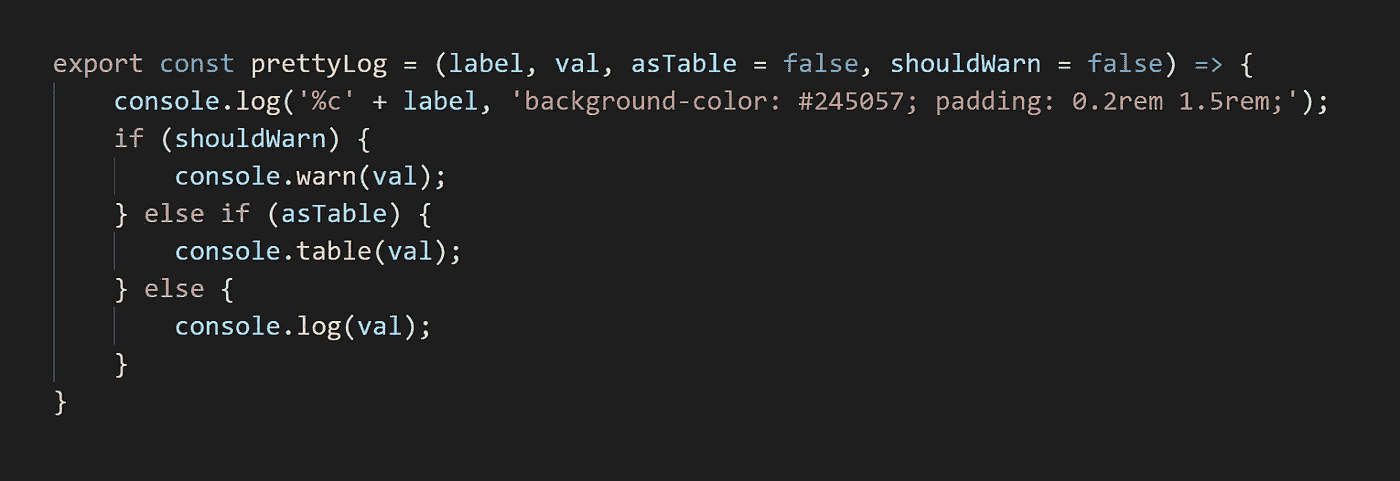 export const prettyLog = (label, val, asTable = false, shouldWarn = false) => {
    console.log('%c' + label, 'background-color: #245057; padding: 0.2rem 1.5rem;');
    if (shouldWarn) {
        console.warn(val);
    } else if (asTable) {
        console.table(val);
    } else {
        console.log(val);
    }
}